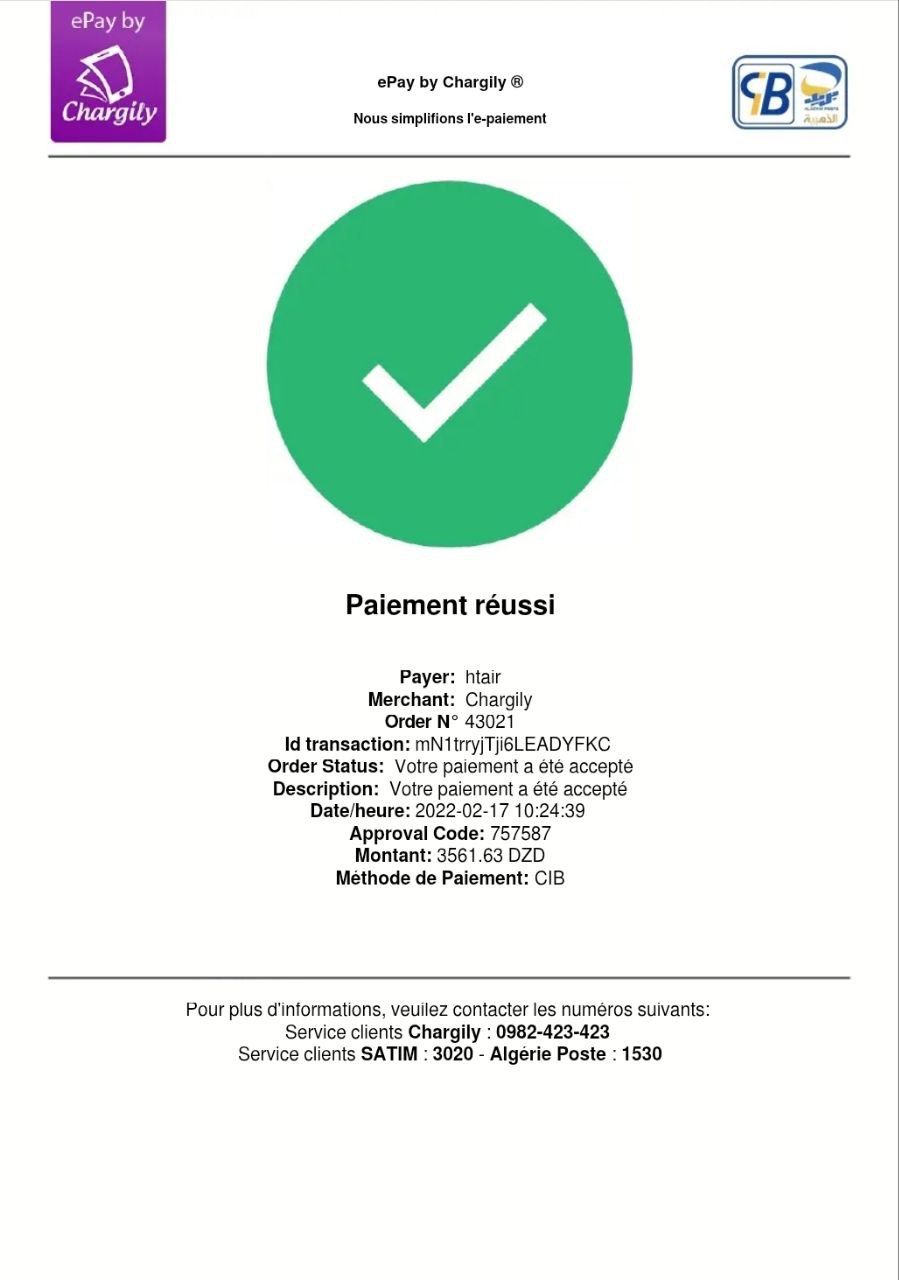 ePay by
Chargily
ePay by Chargily ®
Nous simplifions l'e-paiement
CIB
ALGERIE POSTE
الذهبية
Paiement réussi
Payer: htair
Merchant: Chargily
Order N° 43021
Id transaction: mN1trryjTji6LEADYFKC
Order Status: Votre paiement a été accepté
Description: Votre paiement a été accepté
Date/heure: 2022-02-17 10:24:39
Approval Code: 757587
Montant: 3561.63 DZD
Méthode de Paiement: CIB
Pour plus d'informations, veuilez contacter les numéros suivants:
Service clients Chargily : 0982-423-423
Service clients SATIM : 3020 - Algérie Poste : 1530